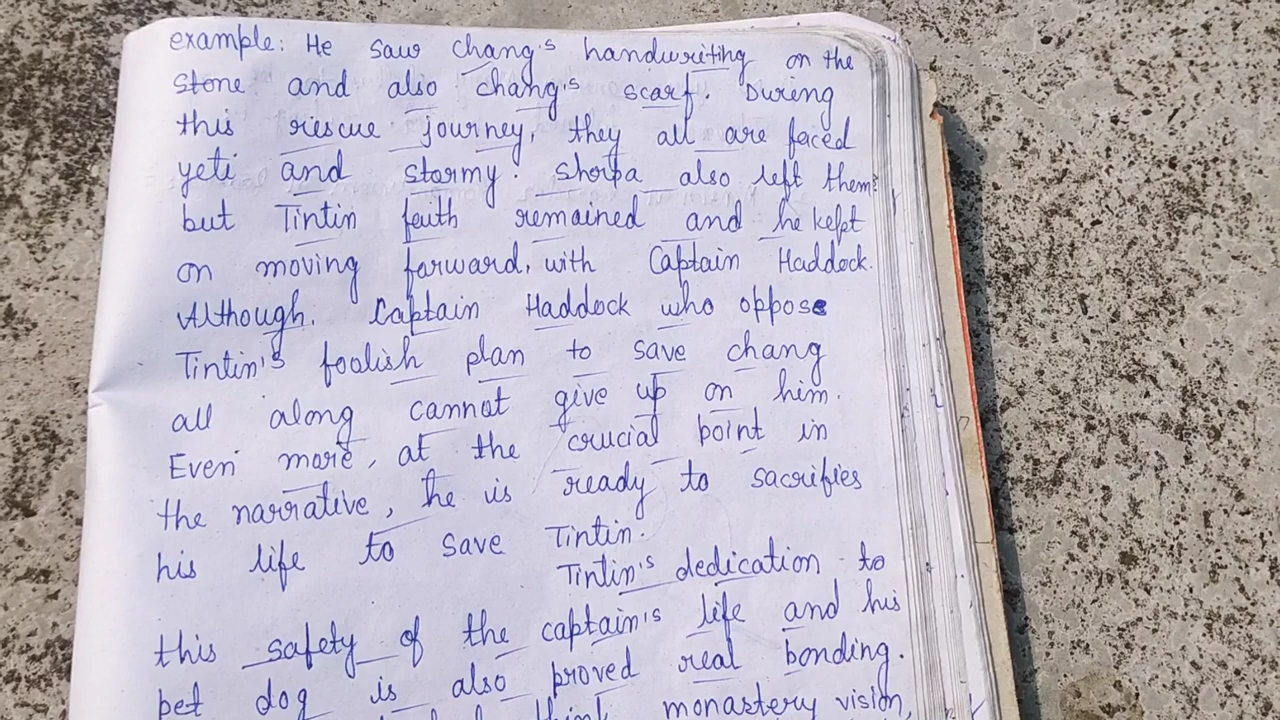 example: He saw chang's handwriting on the
stone and also chang's scarf. During
this riscue journey, they all are faced
yeti and stormy. Shorpa also left them
but Tintin faith remained and he kept
on moving forward, with Captain Haddock.
Although. Captain Haddock who oppose
Tintin's foolish plan to save chang
all along cannot give up on him.
Even more, at the crucial point in
the narrative, he is ready to sacrifies
his life to save Tintin.
Tintin's dedication to
this safety of the captain's life and his
pet dog is also proved real bonding.
think monastery vision,